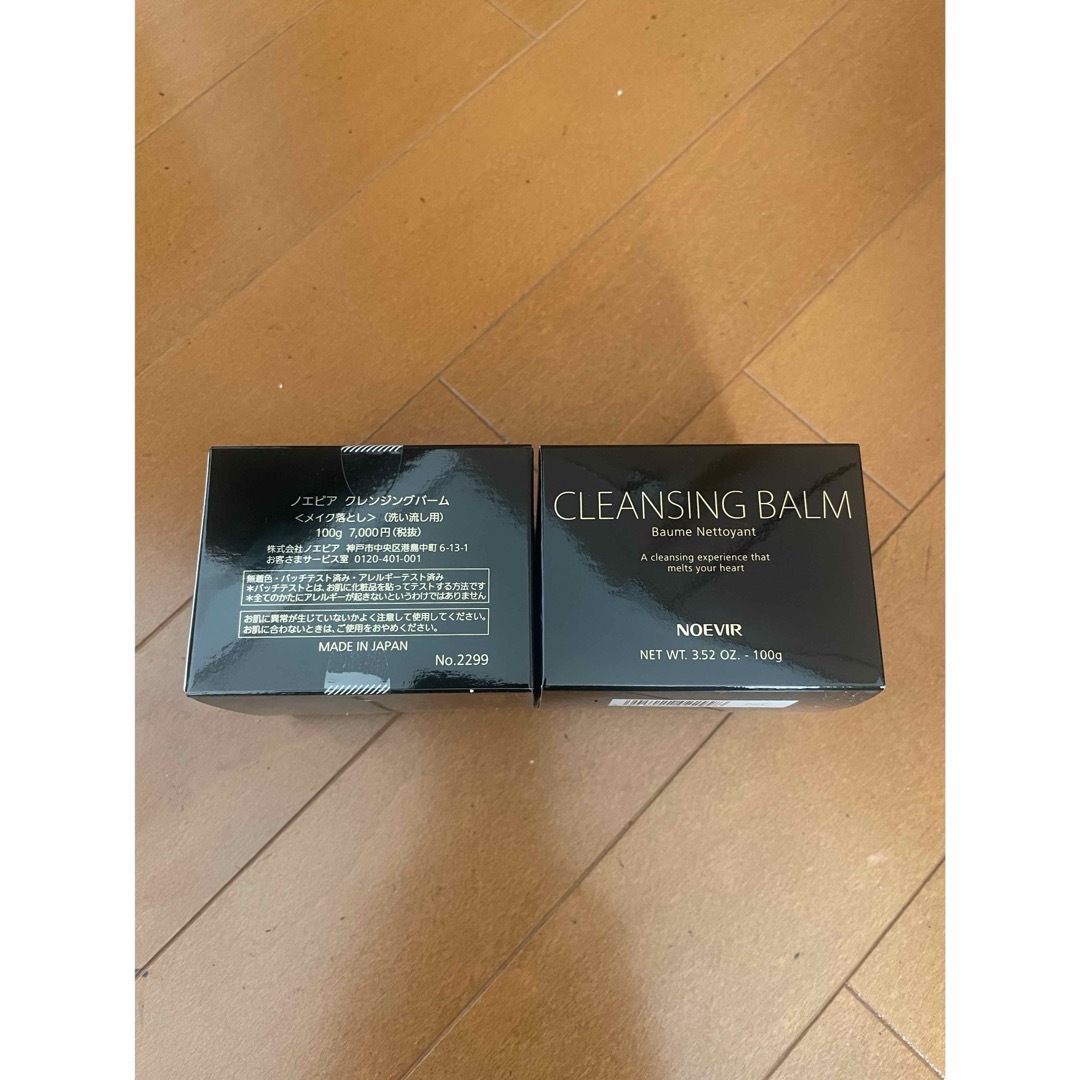 ノエビア クレンジングバーム
<メイク落とし>(洗い流し用)
100g 7,000円(税抜)
株式会社ノエビア 神戸市中央区港島中町6-13-1
お客さまサービス室 0120-401-001
無着色・パッチテスト済み・アレルギーテスト済み
*パッチテストとは、お肌に化粧品を貼ってテストする方法です
*全てのかたにアレルギーが起きないというわけではありません
お肌に異常が生じていないかよく注意して使用してください。
お肌に合わないときは、ご使用をおやめください。
MADE IN JAPAN
No.2299
CLEANSING BALM
Baume Nettoyant
A cleansing experience that
melts your heart
NOEVIR
NET WT. 3.52 OZ. - 100g